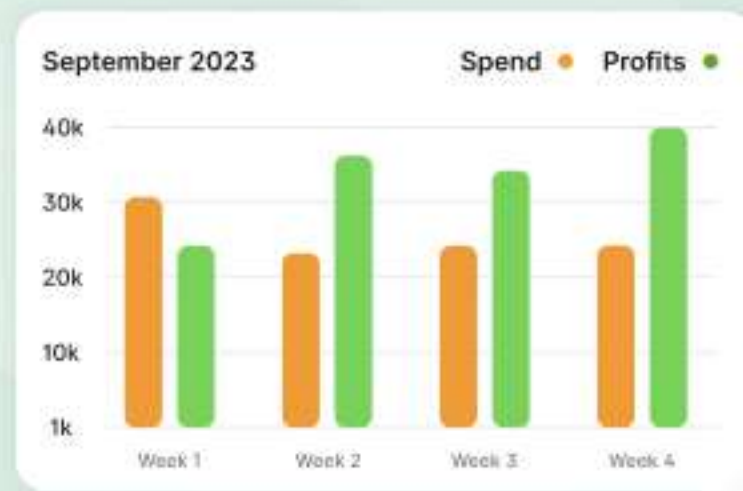 September 2023
Spend Profits
40k
30k
20k
10k
1k
Week 1 Week 2 Week 3 Week 4